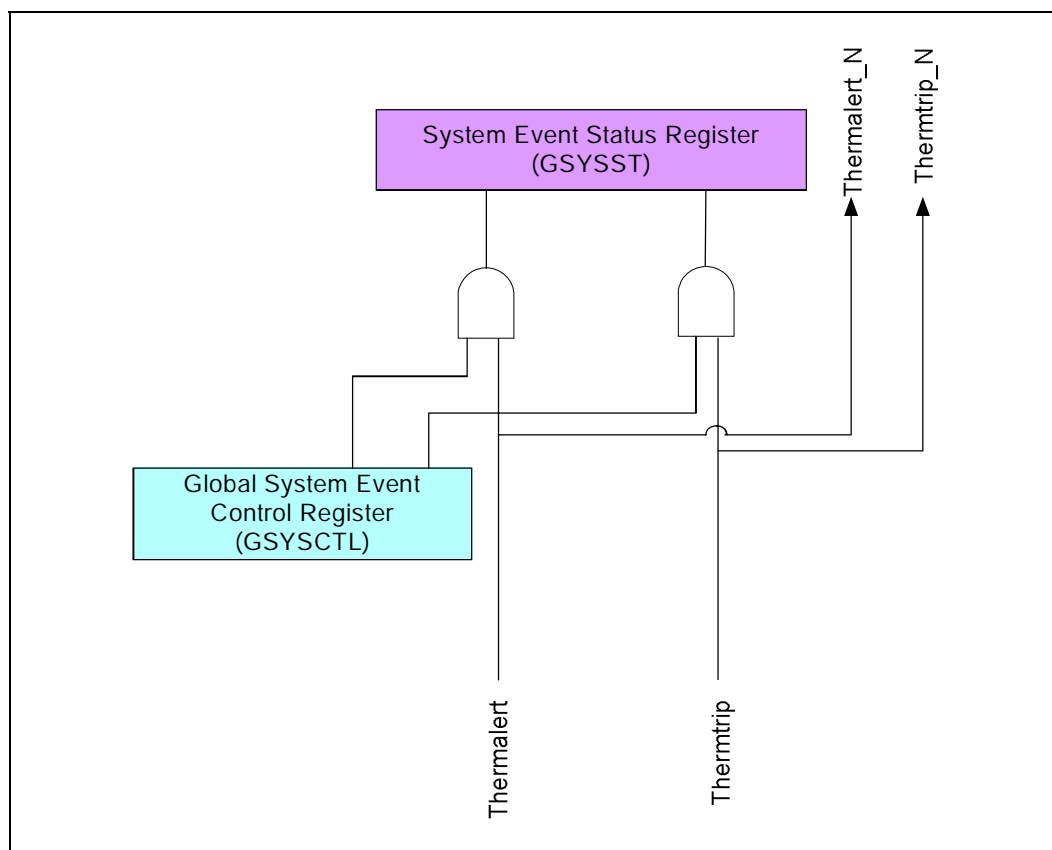 Thermalert_N
Thermtrip_N
System Event Status Register
(GSYSST)
Global System Event
Control Register
(GSYSCTL)
Thermalert
Thermtrip